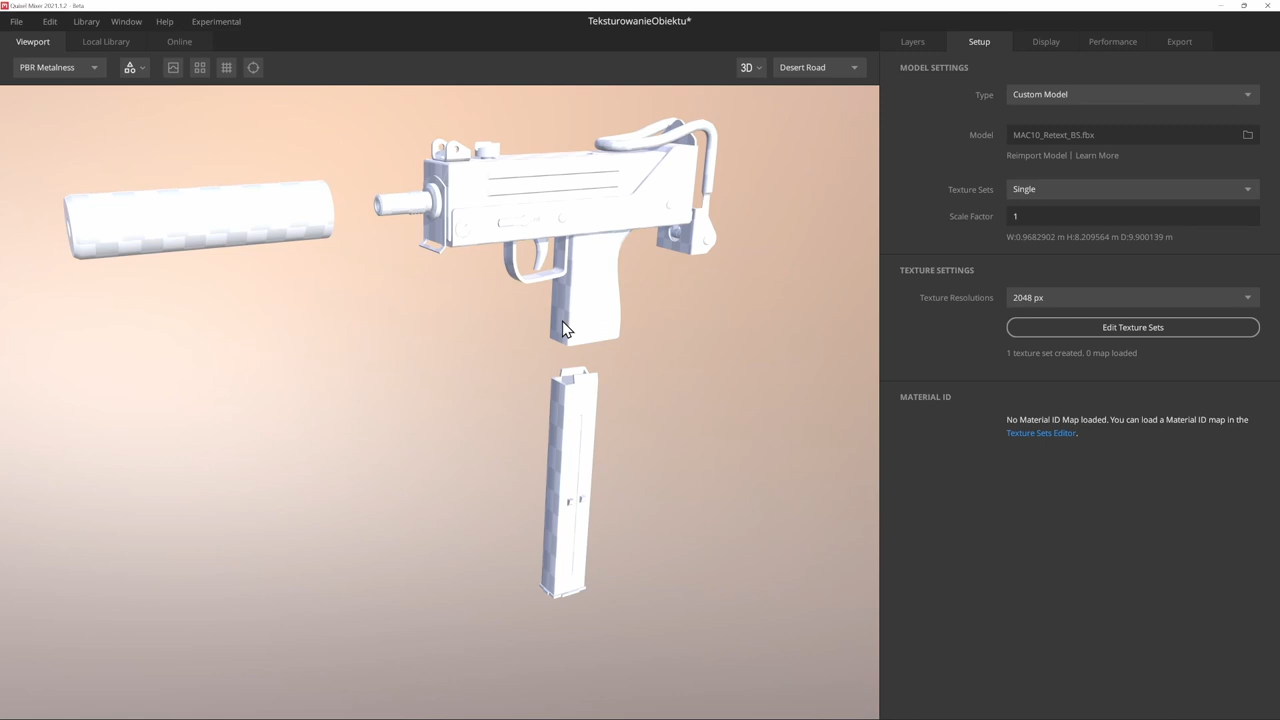 Quixel Mixer 2021.1.2 - Beta
File Edit Library Window Help Experimental
TeksturowanieObiektu*
Viewport Local Library Online
Layers Setup Display Performance Export
PBR Metalness
3D Desert Road
MODEL SETTINGS
Type Custom Model
Model MAC10_Retext_BS.fbx
Reimport Model | Learn More
Texture Sets Single
Scale Factor 1
W:0.9682902 m H:8.209564 m D:9.900139 m
TEXTURE SETTINGS
Texture Resolutions 2048 px
Edit Texture Sets
1 texture set created. 0 map loaded
MATERIAL ID
No Material ID Map loaded. You can load a Material ID map in the
Texture Sets Editor.